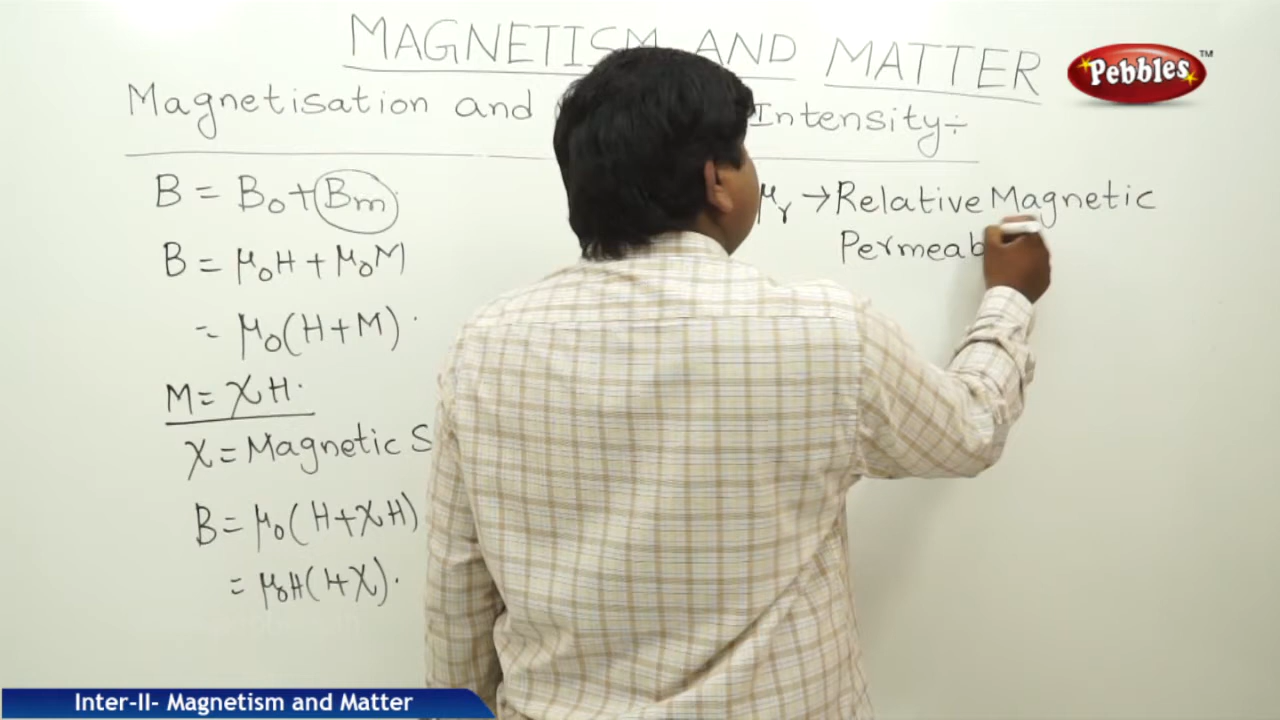 MAGNETISM AND MATTER
Pebbles™
Magnetisation and Intensity÷
B = B₀ + Bm
μr → Relative Magnetic
Permeab
B = μ₀H + μ₀M
= μ₀(H+M)
M = χH
χ = Magnetic S
B = μ₀(H+χH)
= μ₀H(1+χ)
Inter-II- Magnetism and Matter